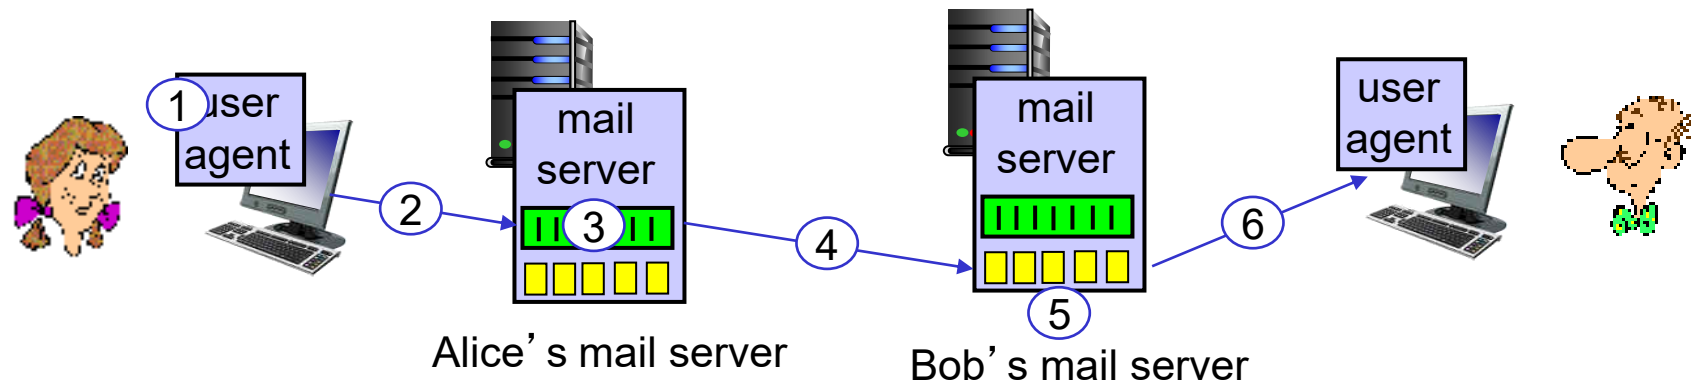 1
user
agent
2
mail
server
3
Alice’s mail server
4
mail
server
5
Bob’s mail server
6
user
agent